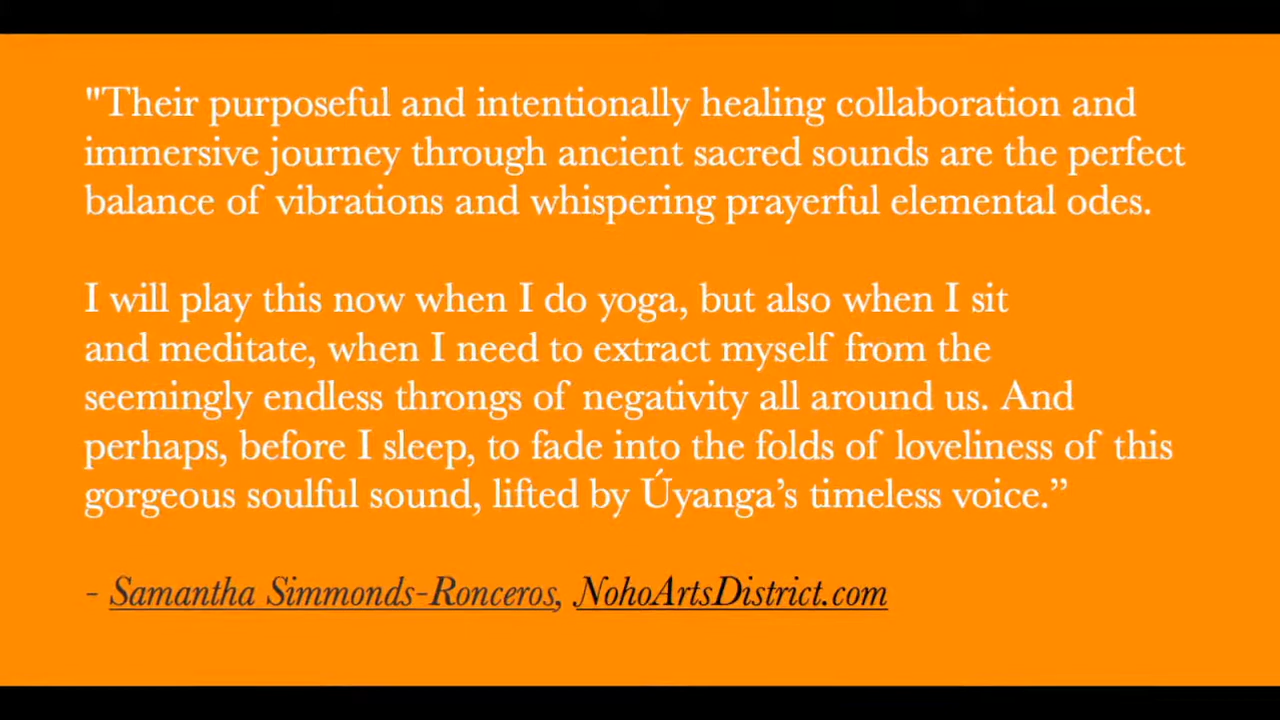 "Their purposeful and intentionally healing collaboration and
immersive journey through ancient sacred sounds are the perfect
balance of vibrations and whispering prayerful elemental odes.
I will play this now when I do yoga, but also when I sit
and meditate, when I need to extract myself from the
seemingly endless throngs of negativity all around us. And
perhaps, before I sleep, to fade into the folds of loveliness of this
gorgeous soulful sound, lifted by Úyanga’s timeless voice.”
- Samantha Simmonds-Ronceros, NohoArtsDistrict.com